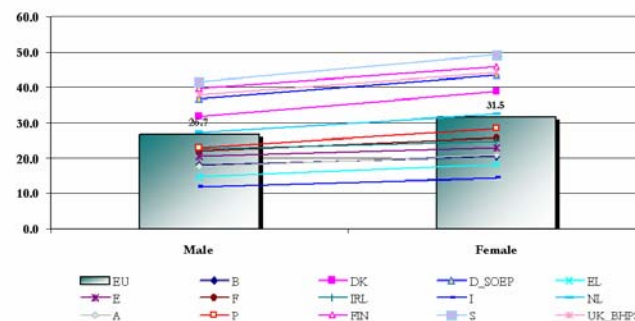 60.0
50.0
40.0
30.0
20.0
10.0
0.0
26.7
31.5
Male
Female
EU B DK D_SOEP EL
E F IRL I NL
A P FIN S UK_BHPS